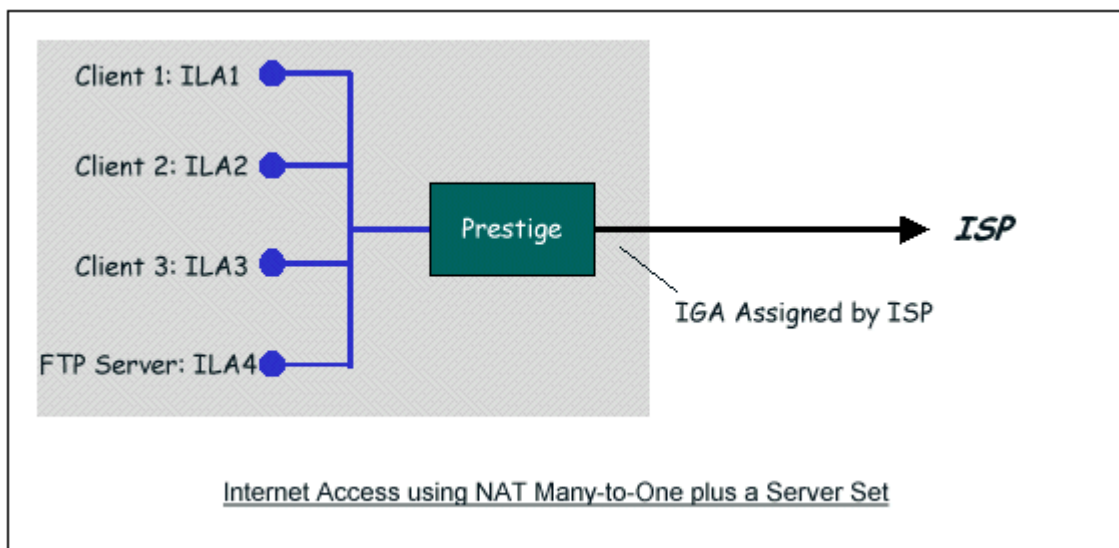 Client 1: ILA1
Client 2: ILA2
Prestige
ISP
Client 3: ILA3
IGA Assigned by ISP
FTP Server: ILA4
Internet Access using NAT Many-to-One plus a Server Set